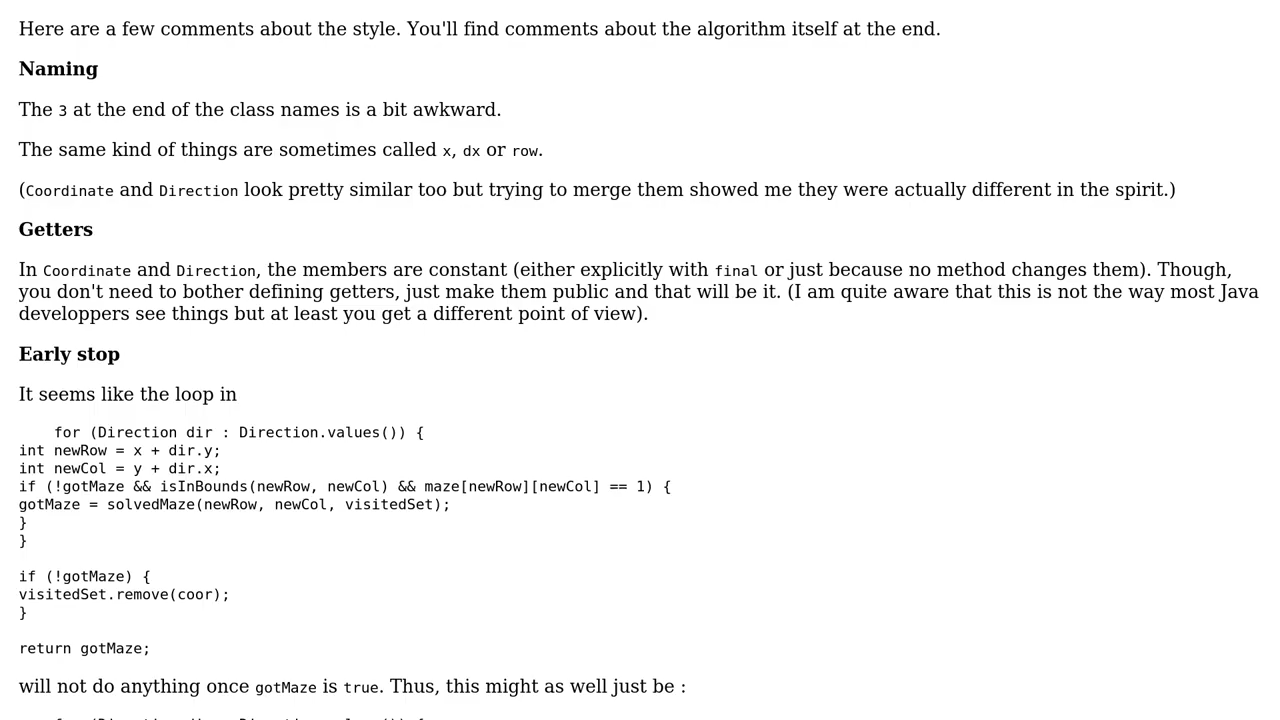 Here are a few comments about the style. You'll find comments about the algorithm itself at the end.
Naming
The 3 at the end of the class names is a bit awkward.
The same kind of things are sometimes called x, dx or row.
(Coordinate and Direction look pretty similar too but trying to merge them showed me they were actually different in the spirit.)
Getters
In Coordinate and Direction, the members are constant (either explicitly with final or just because no method changes them). Though,
you don't need to bother defining getters, just make them public and that will be it. (I am quite aware that this is not the way most Java
developpers see things but at least you get a different point of view).
Early stop
It seems like the loop in
for (Direction dir : Direction.values()) {
int newRow = x + dir.y;
int newCol = y + dir.x;
if (!gotMaze && isInBounds(newRow, newCol) && maze[newRow][newCol] == 1) {
gotMaze = solvedMaze(newRow, newCol, visitedSet);
}
}
if (!gotMaze) {
visitedSet.remove(coor);
}
return gotMaze;
will not do anything once gotMaze is true. Thus, this might as well just be :